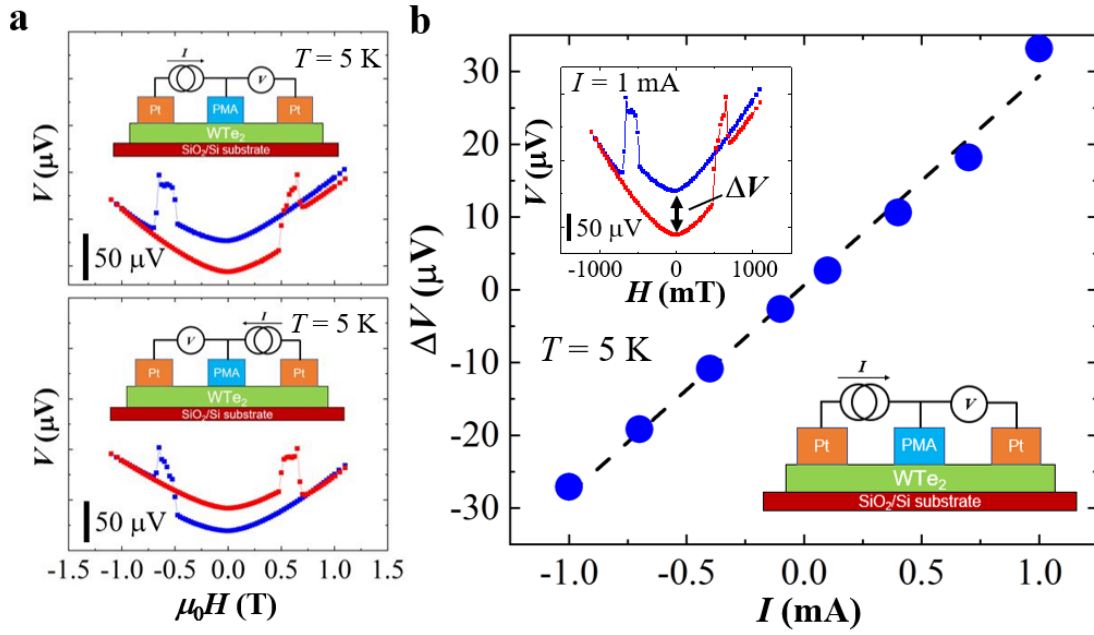 a
T = 5 K
I
V
Pt
PMA
Pt
WTe₂
SiO₂/Si substrate
V (μV)
50 μV
T = 5 K
V
I
Pt
PMA
Pt
WTe₂
SiO₂/Si substrate
V (μV)
50 μV
-1.5 -1.0 -0.5 0.0 0.5 1.0 1.5
μ₀H (T)
b
30
20
10
0
-10
-20
-30
ΔV (μV)
I = 1 mA
V (μV)
ΔV
50 μV
-1000 0 1000
H (mT)
T = 5 K
I
V
Pt
PMA
Pt
WTe₂
SiO₂/Si substrate
-1.0 -0.5 0.0 0.5 1.0
I (mA)